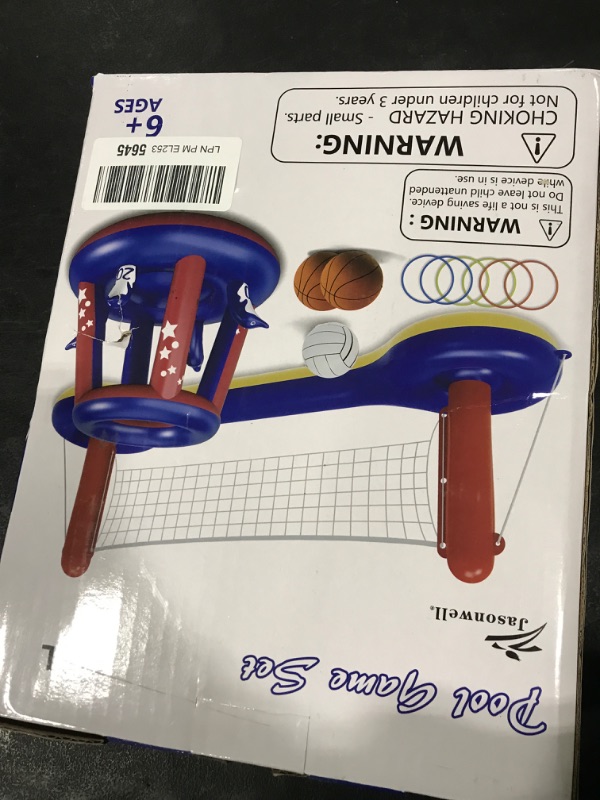 Pool Game Set
L
Jasonwell®
WARNING:
This is not a life saving device.
Do not leave child unattended
while device is in use.
WARNING:
CHOKING HAZARD - Small parts.
Not for children under 3 years.
6+
AGES
LPN PM EL253 5645
20